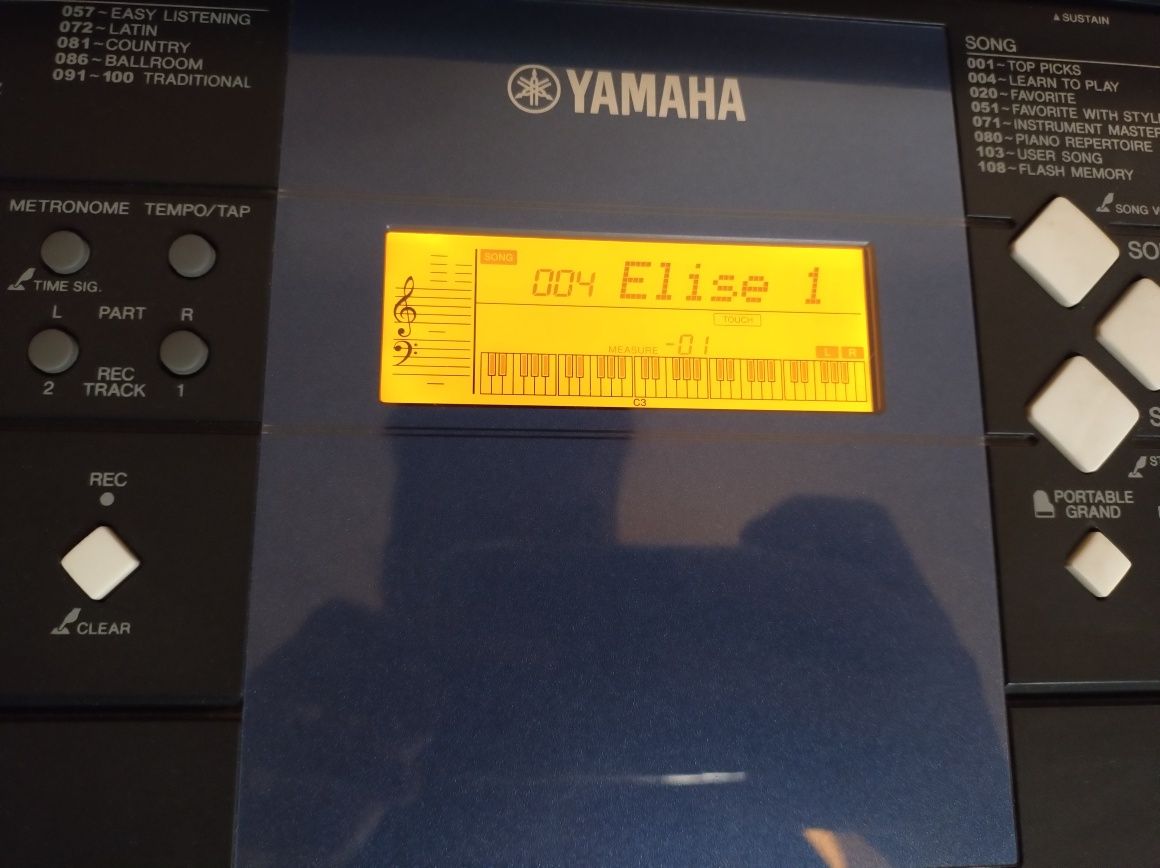 057~EASY LISTENING
072~LATIN
081~COUNTRY
086~BALLROOM
091~100 TRADITIONAL
METRONOME TEMPO/TAP
TIME SIG.
L PART R
REC
TRACK
2 1
REC
CLEAR
YAMAHA
SONG
004 Elise 1
TOUCH
MEASURE -01
L R
C3
▲SUSTAIN
SONG
001~TOP PICKS
004~LEARN TO PLAY
020~FAVORITE
051~FAVORITE WITH STYLE
071~INSTRUMENT MASTER
080~PIANO REPERTOIRE
103~USER SONG
108~FLASH MEMORY
SONG
PORTABLE
GRAND